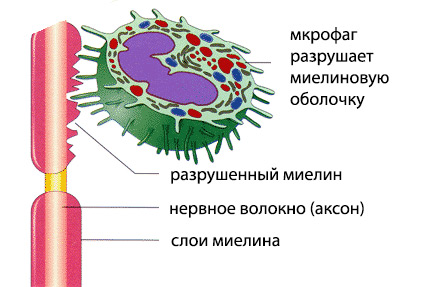 мкрофаг
разрушает
миелиновую
оболочку
разрушенный миелин
нервное волокно (аксон)
слои миелина